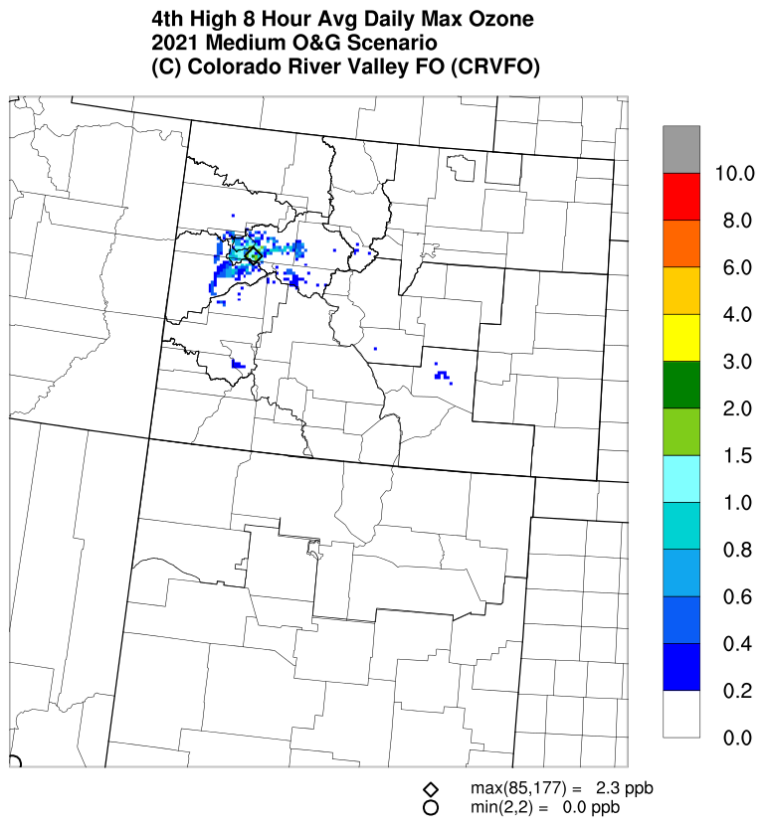 4th High 8 Hour Avg Daily Max Ozone
2021 Medium O&G Scenario
(C) Colorado River Valley FO (CRVFO)
10.0
8.0
6.0
4.0
3.0
2.0
1.5
1.0
0.8
0.6
0.4
0.2
0.0
max(85,177) = 2.3 ppb
min(2,2) = 0.0 ppb